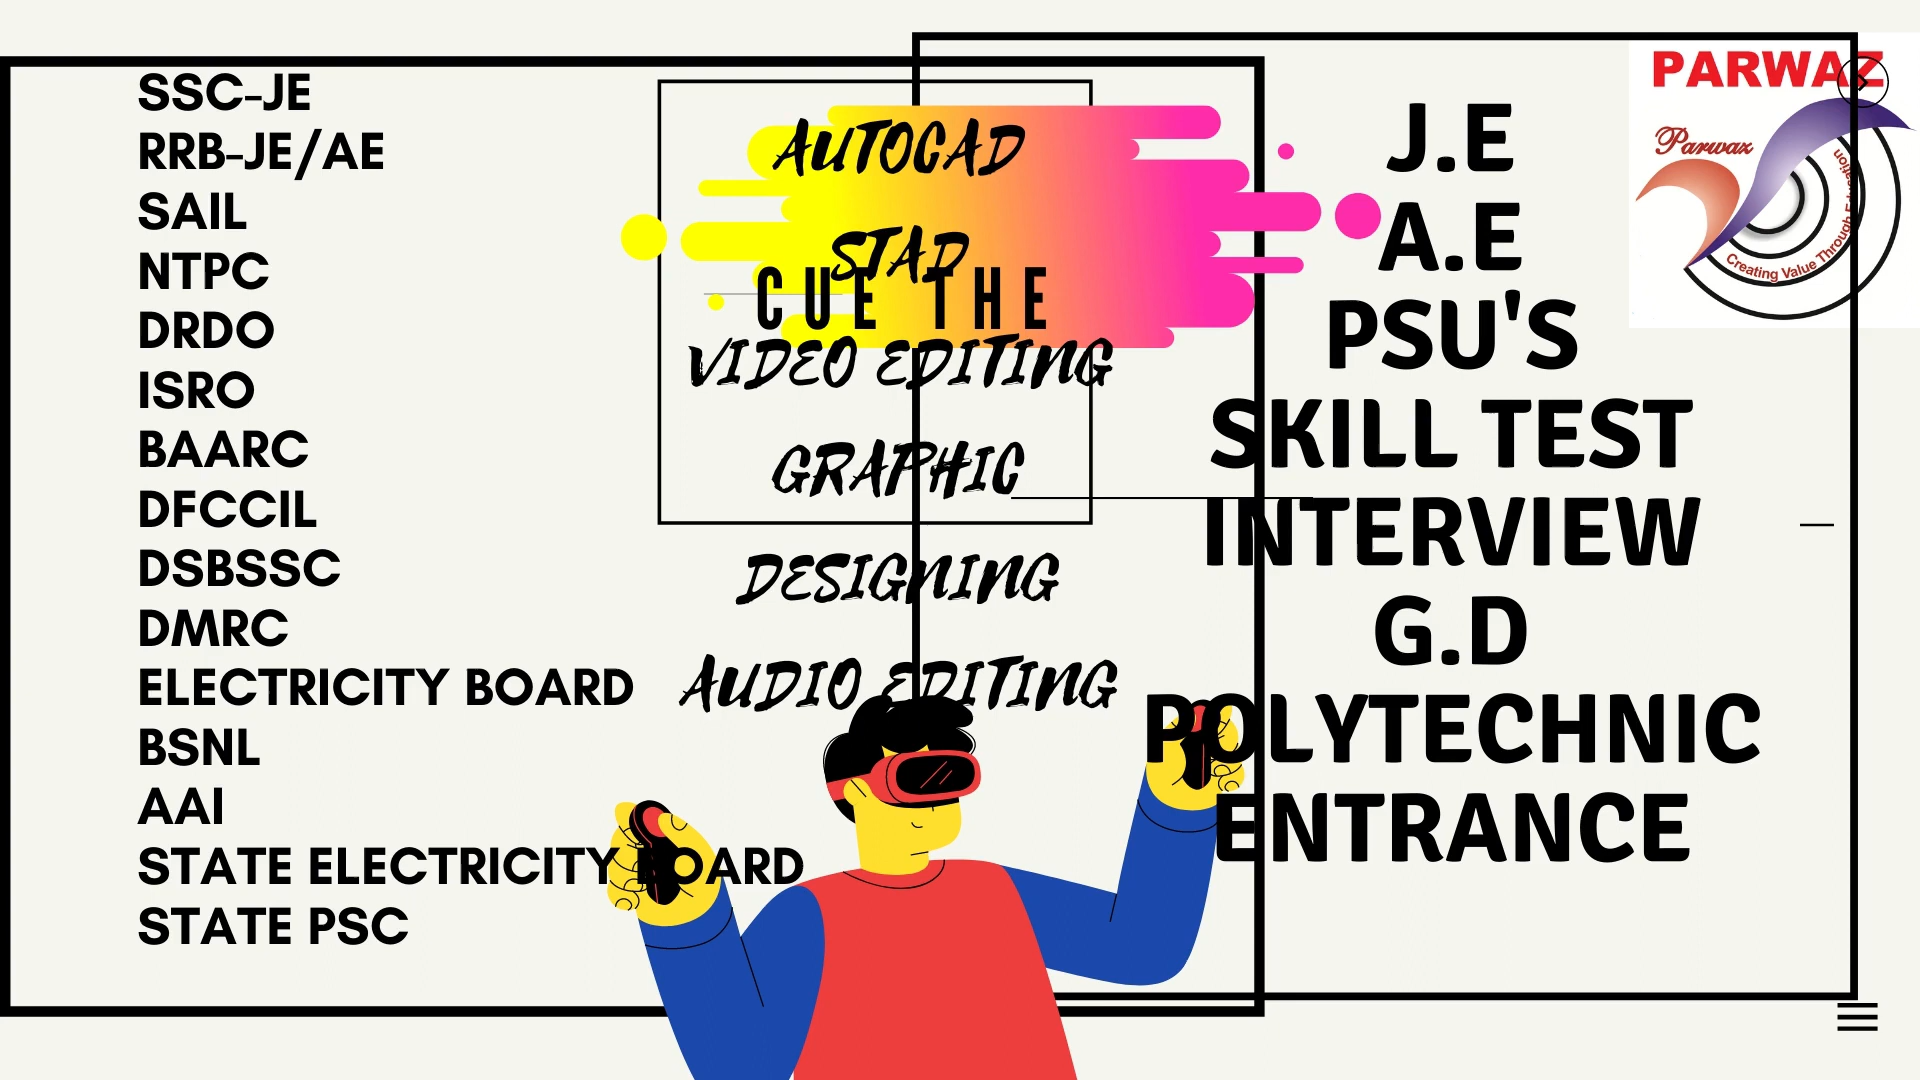 SSC-JE
RRB-JE/AE
SAIL
NTPC
DRDO
ISRO
BAARC
DFCCIL
DSBSSC
DMRC
ELECTRICITY BOARD
BSNL
AAI
STATE ELECTRICITY BOARD
STATE PSC
AUTOCAD
STAD
CUE THE
VIDEO EDITING
GRAPHIC
DESIGNING
AUDIO EDITING
J.E
A.E
PSU'S
SKILL TEST
INTERVIEW
G.D
POLYTECHNIC
ENTRANCE
PARWAZ
Parwaz
Creating Value Through Education